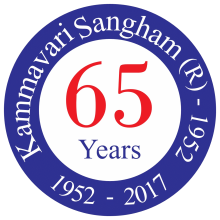 Kammavari Sangham (R) - 1952
65
Years
1952 - 2017